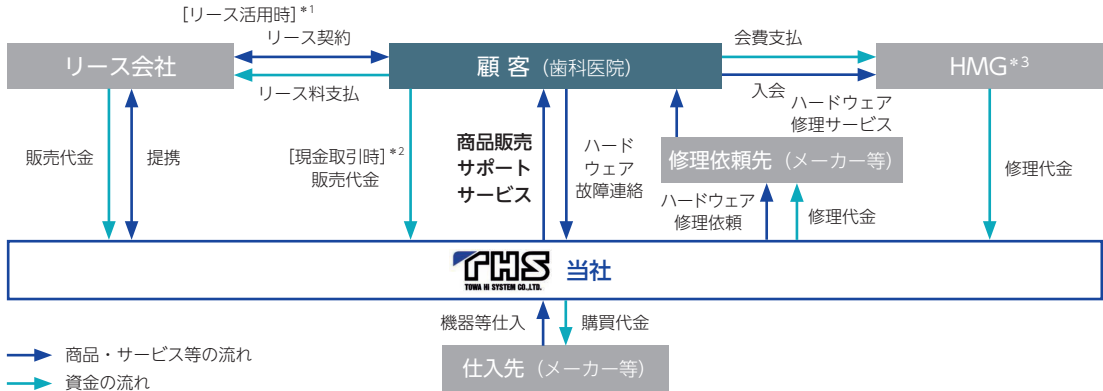 [リース活用時]*1
リース契約
会費支払
リース会社
顧 客（歯科医院）
HMG*3
リース料支払
入会
ハードウェア
修理サービス
販売代金
提携
[現金取引時]*2
販売代金
商品販売
サポート
サービス
ハード
ウェア
故障連絡
修理依頼先（メーカー等）
修理代金
ハードウェア
修理依頼
修理代金
THS
TOWA HI SYSTEM CO.,LTD.
当社
機器等仕入
購買代金
仕入先（メーカー等）
商品・サービス等の流れ
資金の流れ